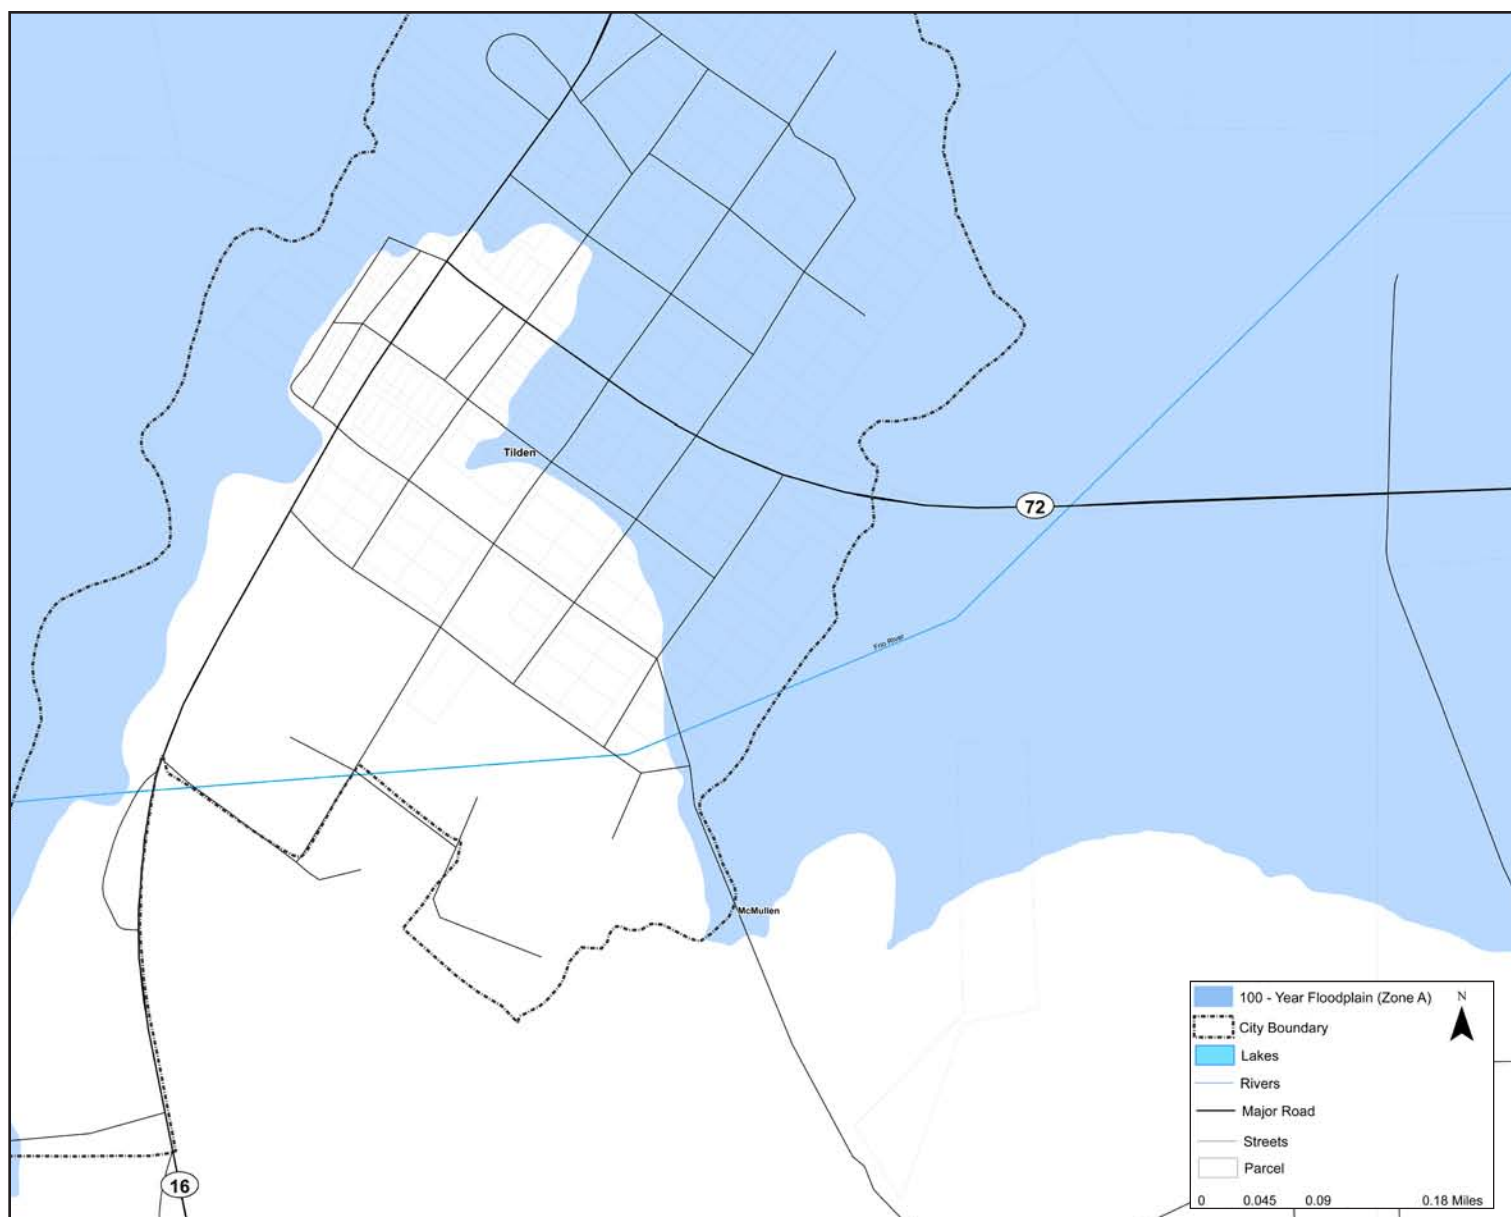 Tilden
72
Frio River
McMullen
100 - Year Floodplain (Zone A)
N
City Boundary
Lakes
Rivers
Major Road
Streets
Parcel
0 0.045 0.09 0.18 Miles
16